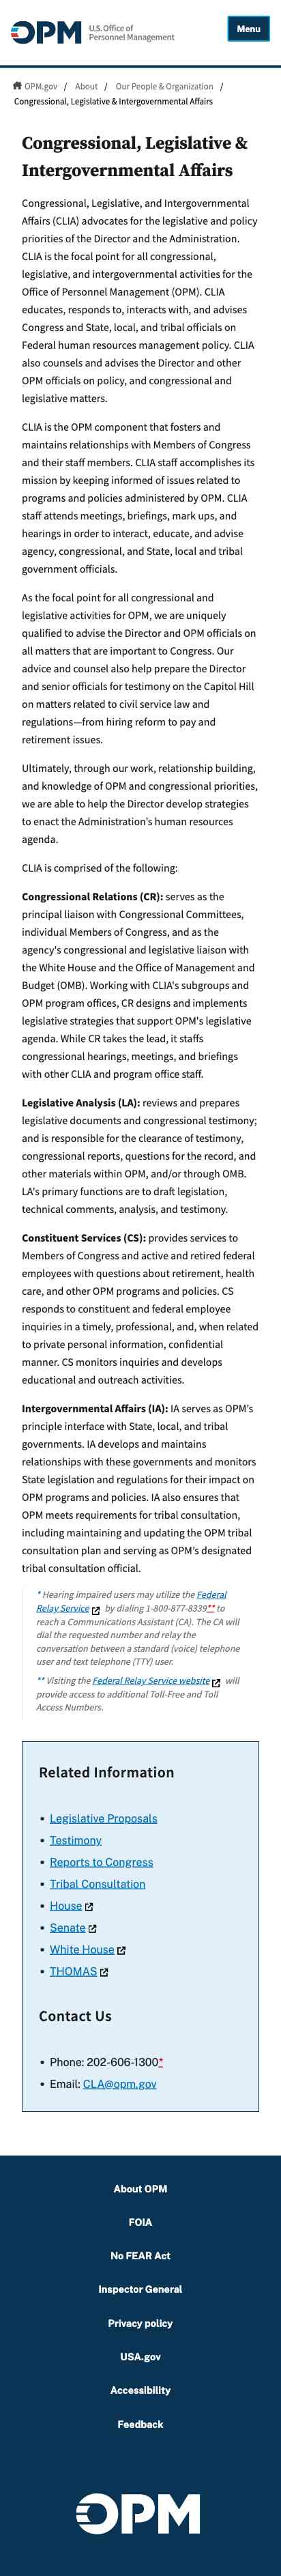 OPM U.S. Office of
Personnel Management
Menu
OPM.gov / About / Our People & Organization /
Congressional, Legislative & Intergovernmental Affairs
Congressional, Legislative &
Intergovernmental Affairs
Congressional, Legislative, and Intergovernmental
Affairs (CLIA) advocates for the legislative and policy
priorities of the Director and the Administration.
CLIA is the focal point for all congressional,
legislative, and intergovernmental activities for the
Office of Personnel Management (OPM). CLIA
educates, responds to, interacts with, and advises
Congress and State, local, and tribal officials on
Federal human resources management policy. CLIA
also counsels and advises the Director and other
OPM officials on policy, and congressional and
legislative matters.
CLIA is the OPM component that fosters and
maintains relationships with Members of Congress
and their staff members. CLIA staff accomplishes its
mission by keeping informed of issues related to
programs and policies administered by OPM. CLIA
staff attends meetings, briefings, mark ups, and
hearings in order to interact, educate, and advise
agency, congressional, and State, local and tribal
government officials.
As the focal point for all congressional and
legislative activities for OPM, we are uniquely
qualified to advise the Director and OPM officials on
all matters that are important to Congress. Our
advice and counsel also help prepare the Director
and senior officials for testimony on the Capitol Hill
on matters related to civil service law and
regulations—from hiring reform to pay and
retirement issues.
Ultimately, through our work, relationship building,
and knowledge of OPM and congressional priorities,
we are able to help the Director develop strategies
to enact the Administration's human resources
agenda.
CLIA is comprised of the following:
Congressional Relations (CR): serves as the
principal liaison with Congressional Committees,
individual Members of Congress, and as the
agency's congressional and legislative liaison with
the White House and the Office of Management and
Budget (OMB). Working with CLIA's subgroups and
OPM program offices, CR designs and implements
legislative strategies that support OPM's legislative
agenda. While CR takes the lead, it staffs
congressional hearings, meetings, and briefings
with other CLIA and program office staff.
Legislative Analysis (LA): reviews and prepares
legislative documents and congressional testimony;
and is responsible for the clearance of testimony,
congressional reports, questions for the record, and
other materials within OPM, and/or through OMB.
LA's primary functions are to draft legislation,
technical comments, analysis, and testimony.
Constituent Services (CS): provides services to
Members of Congress and active and retired federal
employees with questions about retirement, health
care, and other OPM programs and policies. CS
responds to constituent and federal employee
inquiries in a timely, professional, and, when related
to private personal information, confidential
manner. CS monitors inquiries and develops
educational and outreach activities.
Intergovernmental Affairs (IA): IA serves as OPM's
principle interface with State, local, and tribal
governments. IA develops and maintains
relationships with these governments and monitors
State legislation and regulations for their impact on
OPM programs and policies. IA also ensures that
OPM meets requirements for tribal consultation,
including maintaining and updating the OPM tribal
consultation plan and serving as OPM's designated
tribal consultation official.
* Hearing impaired users may utilize the Federal
Relay Service by dialing 1-800-877-8339** to
reach a Communications Assistant (CA). The CA will
dial the requested number and relay the
conversation between a standard (voice) telephone
user and text telephone (TTY) user.
** Visiting the Federal Relay Service website will
provide access to additional Toll-Free and Toll
Access Numbers.
Related Information
• Legislative Proposals
• Testimony
• Reports to Congress
• Tribal Consultation
• House
• Senate
• White House
• THOMAS
Contact Us
• Phone: 202-606-1300*
• Email: CLA@opm.gov
About OPM
FOIA
No FEAR Act
Inspector General
Privacy policy
USA.gov
Accessibility
Feedback
OPM